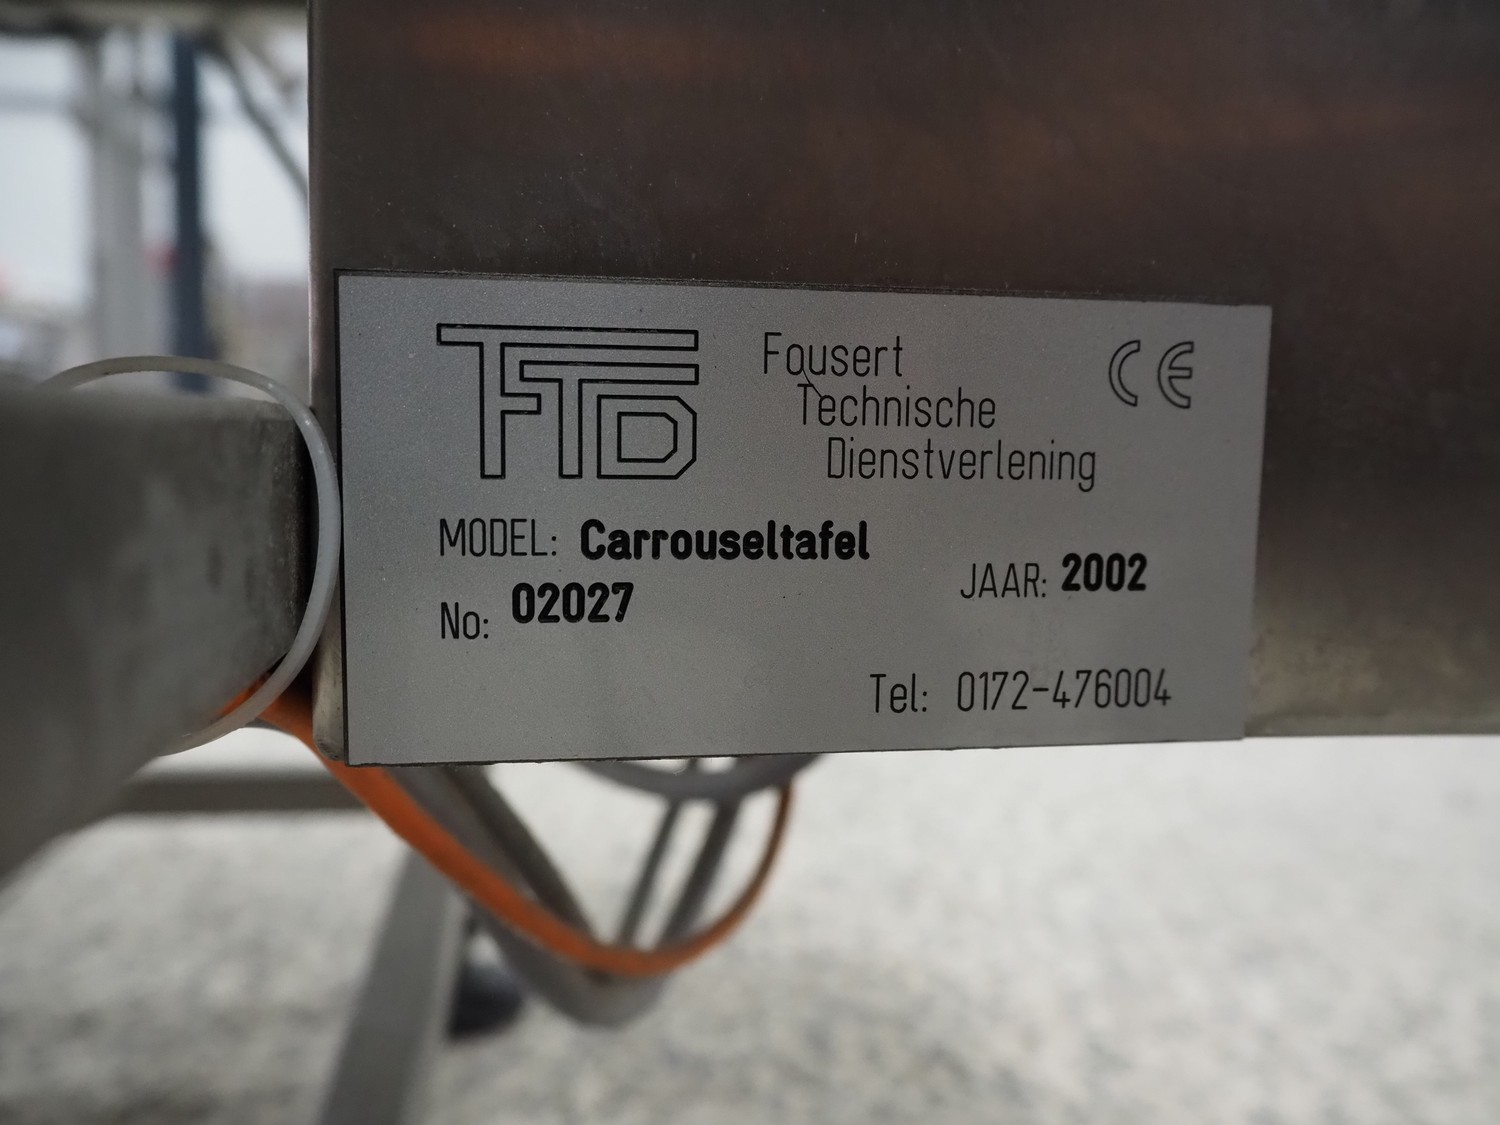 FTD
Fousert
Technische
Dienstverlening
CE
MODEL: Carrouseltafel
JAAR: 2002
No: 02027
Tel: 0172-476004